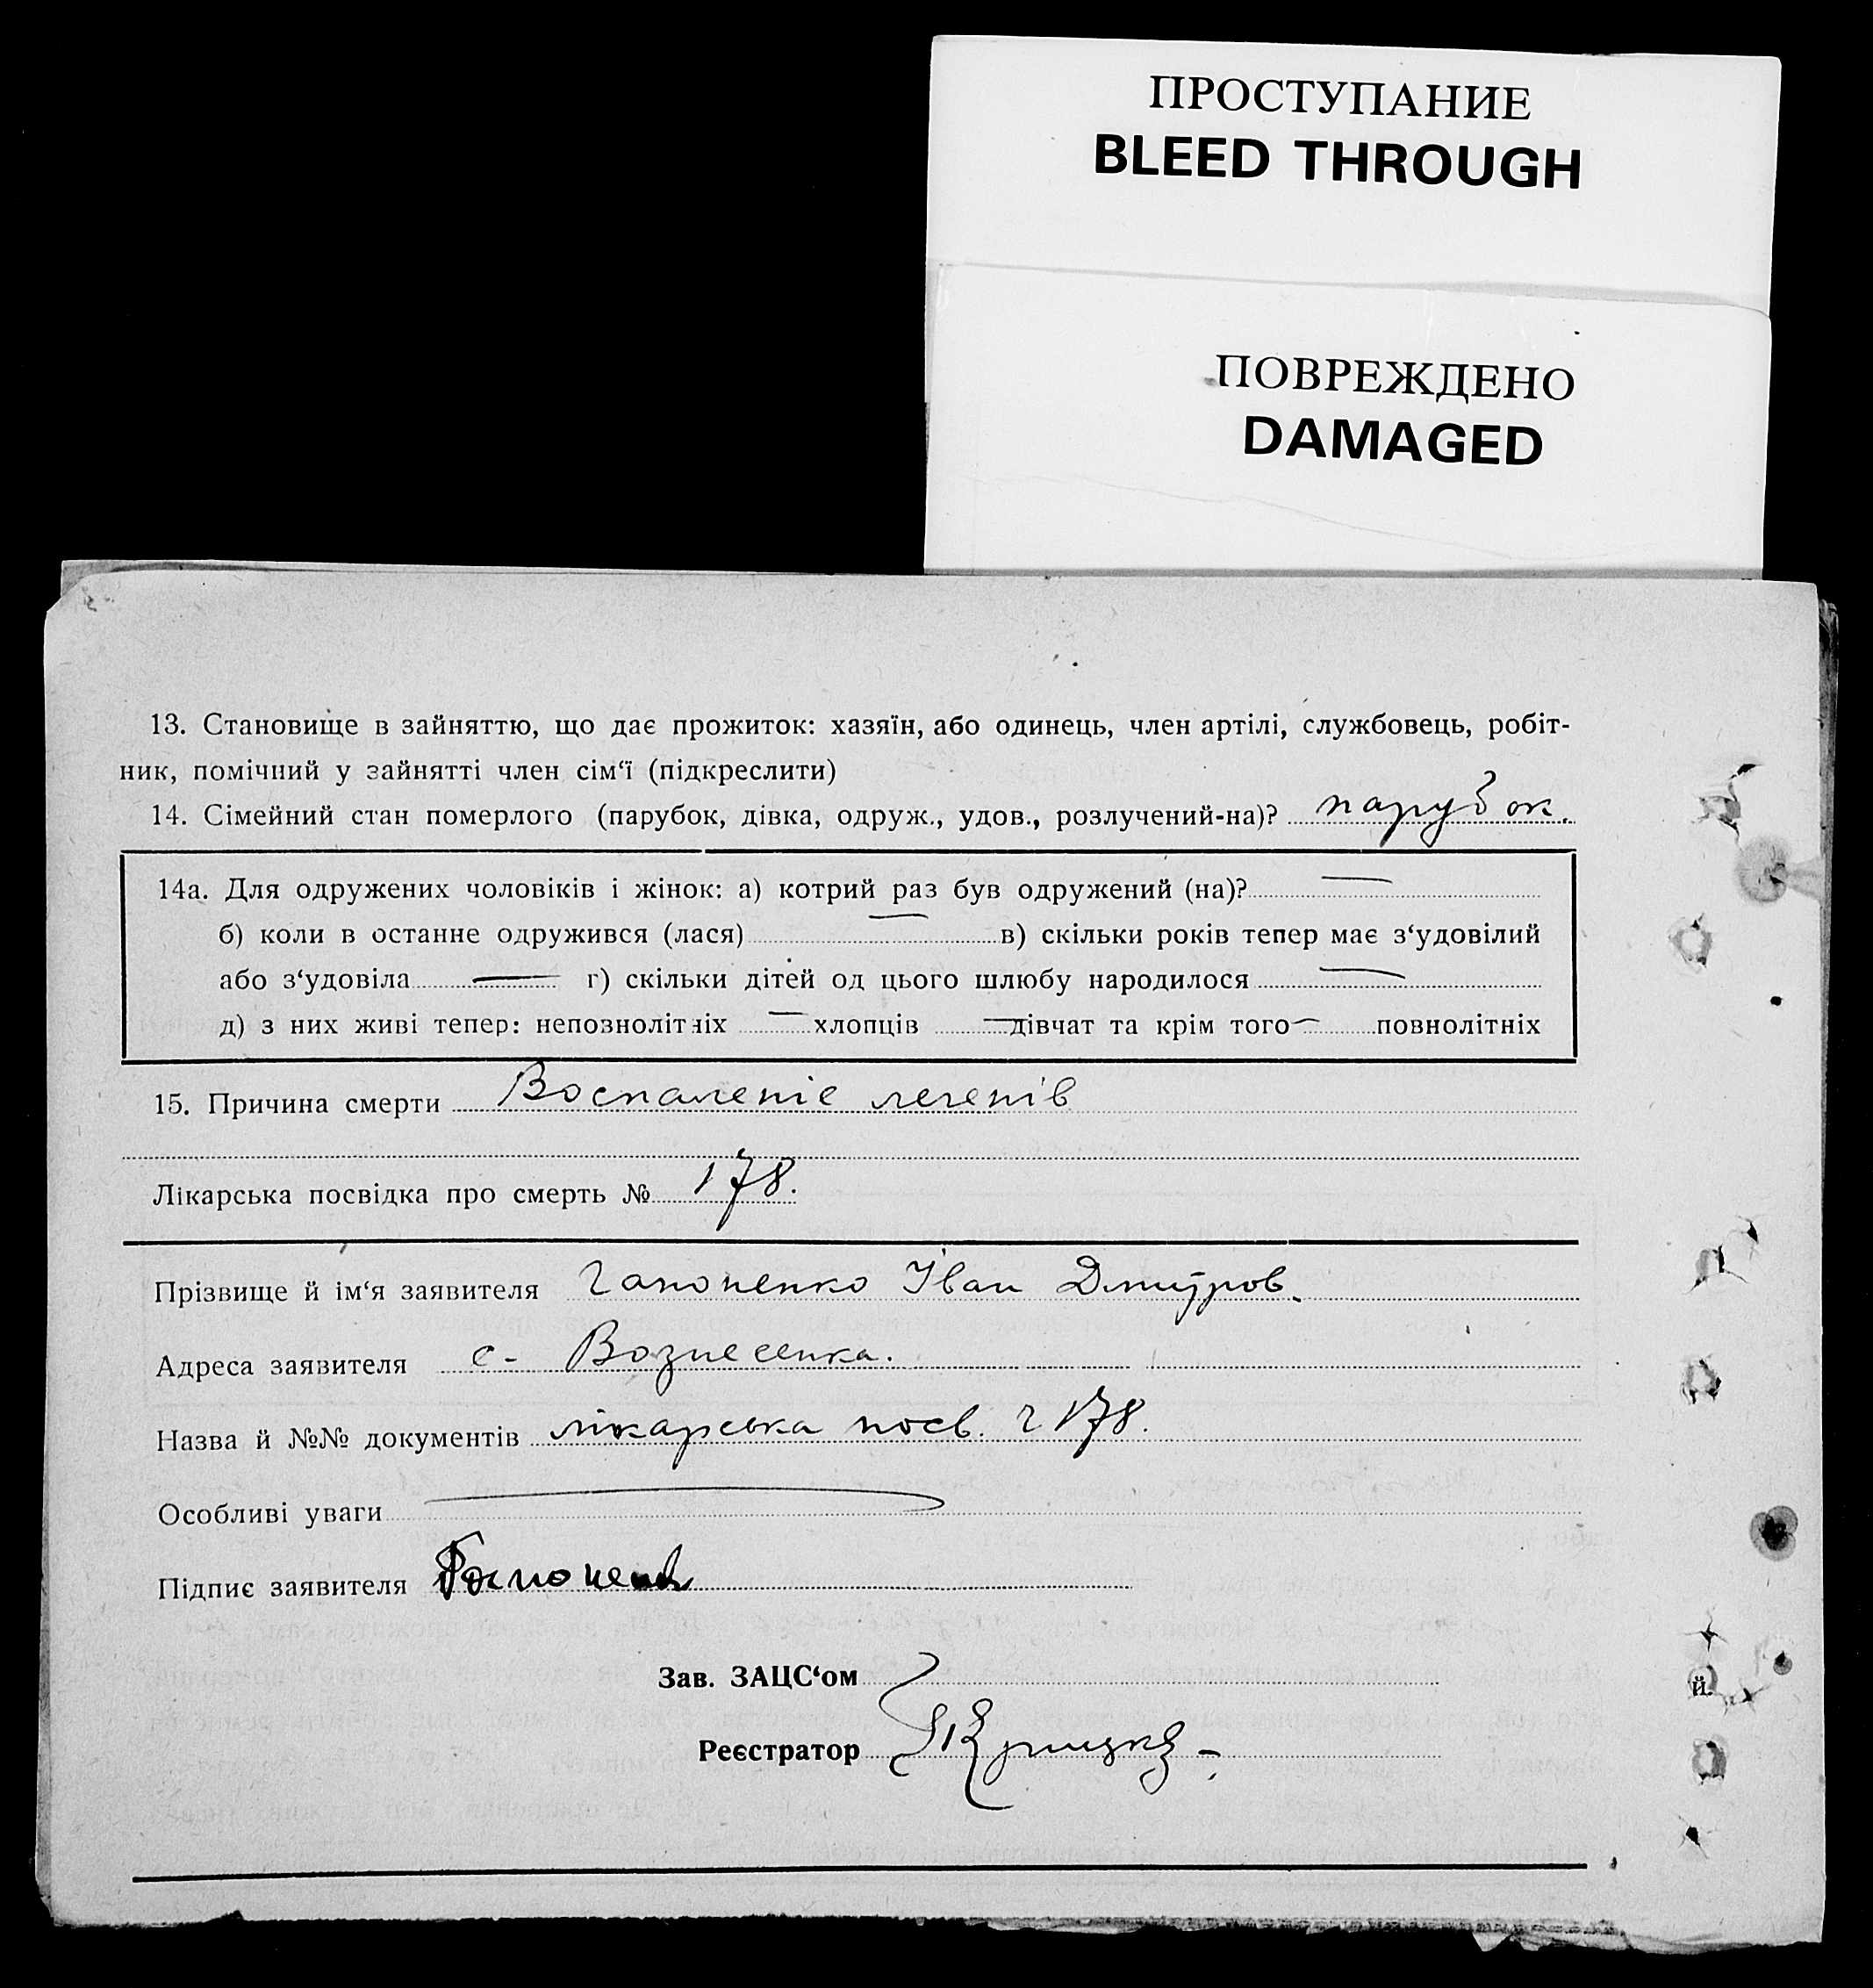 ПРОСТУПАНИЕ
BLEED THROUGH
ПОВРЕЖДЕНО
DAMAGED
13. Становище в зайняттю, що дає прожиток: хазяїн, або одинець, член артілі, службовець, робіт-
ник, помічний у зайнятті член сім‘ї (підкреслити)
14. Сімейний стан померлого (парубок, дівка, одруж., удов., розлучений-на)? парубок.
14а. Для одружених чоловіків і жінок: а) котрий раз був одружений (на)? —
б) коли в останне одружився (лася) — в) скільки років тепер має з‘удовілий
або з‘удовіла — г) скільки дітей од цього шлюбу народилося —
д) з них живі тепер: непознолітніх — хлопців — дівчат та крім того — повнолітніх
15. Причина смерти Воспаленіє легенів
Лікарська посвідка про смерть № 178.
Прізвище й ім‘я заявителя Гапоненко Іван Дмитров.
Адреса заявителя с. Вознесенка.
Назва й №№ документів лікарська посв. ч 178.
Особливі уваги
Підпис заявителя Гапоненко
Зав. ЗАЦС‘ом
Реєстратор
й.